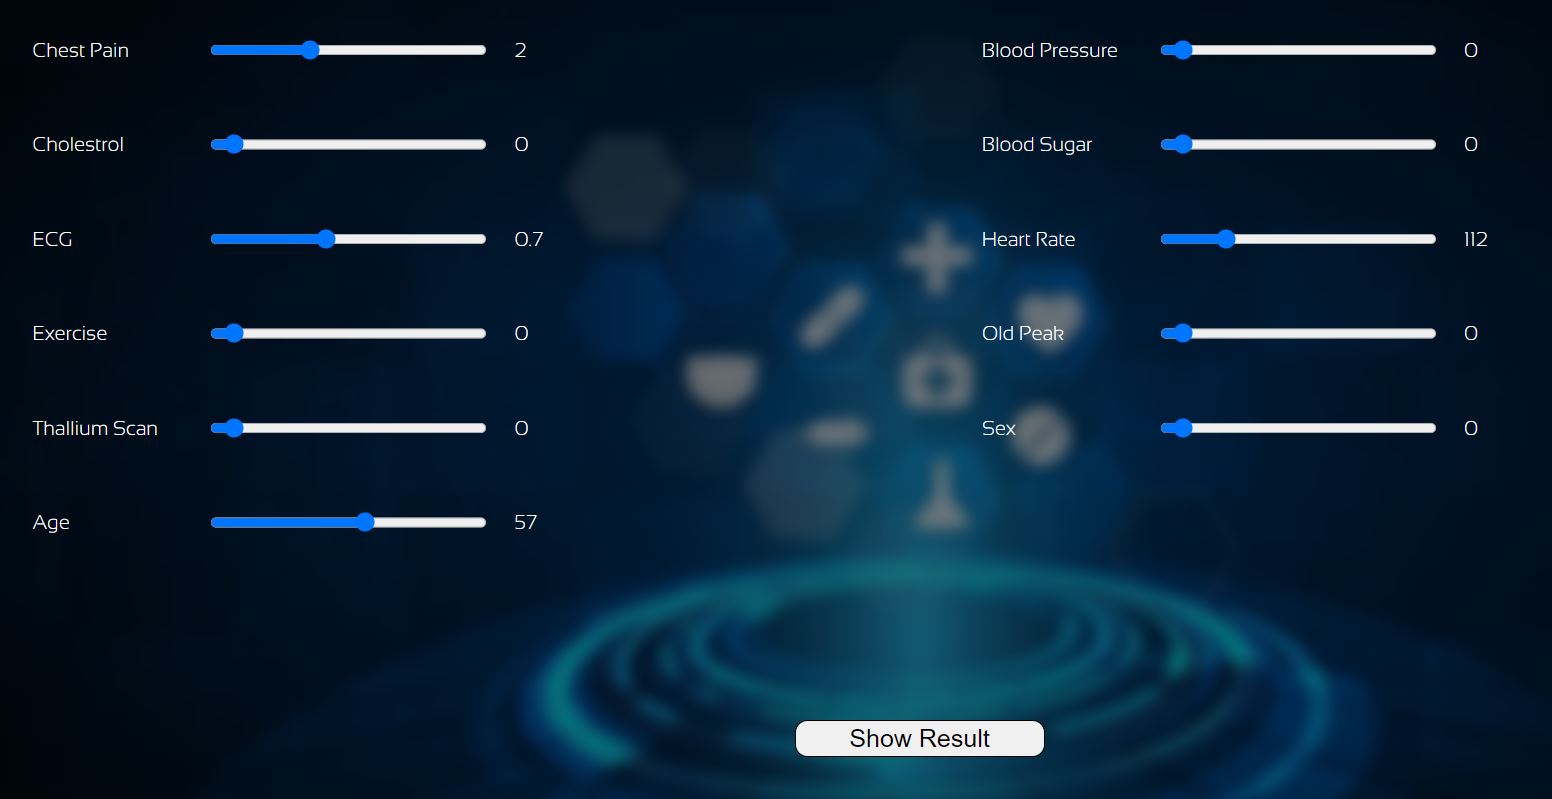 Chest Pain 2
Blood Pressure 0
Cholestrol 0
Blood Sugar 0
ECG 0.7
Heart Rate 112
Exercise 0
Old Peak 0
Thallium Scan 0
Sex 0
Age 57
Show Result